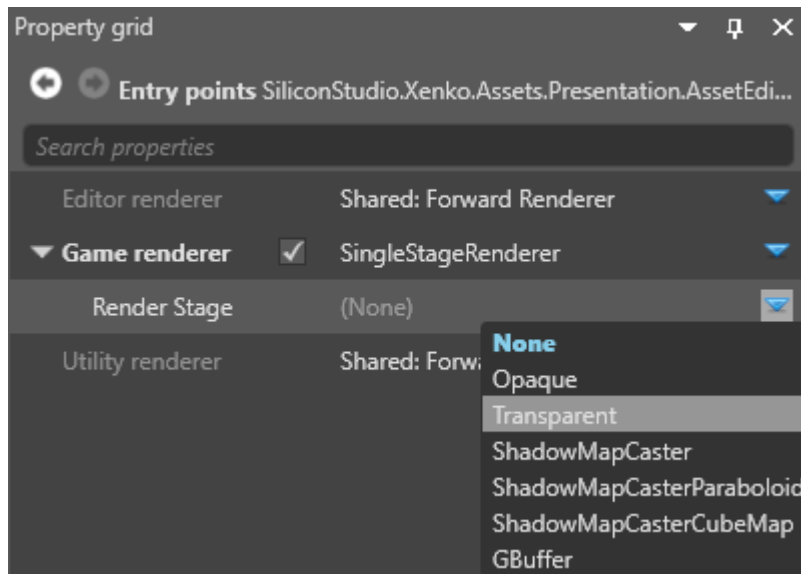 Property grid
Entry points SiliconStudio.Xenko.Assets.Presentation.AssetEdi...
Search properties
Editor renderer Shared: Forward Renderer
Game renderer SingleStageRenderer
Render Stage (None)
None
Utility renderer Shared: Forw
Opaque
Transparent
ShadowMapCaster
ShadowMapCasterParaboloid
ShadowMapCasterCubeMap
GBuffer